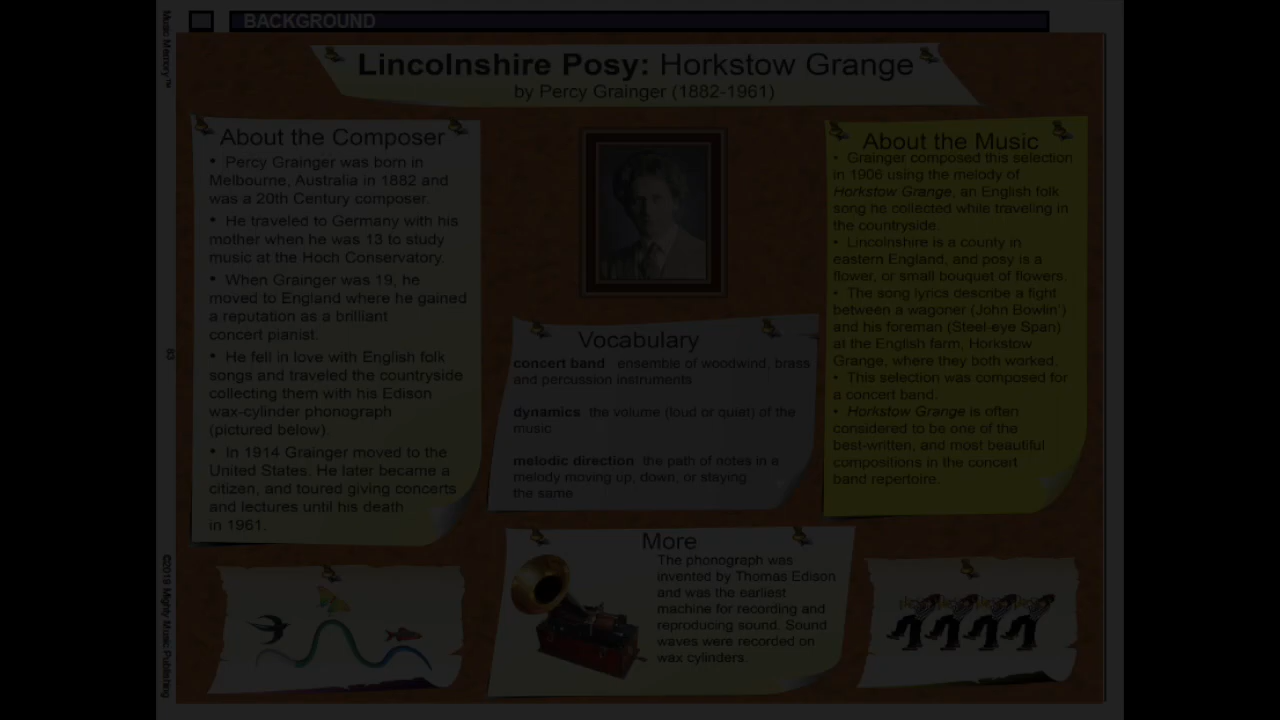 BACKGROUND
Music Memory™
Lincolnshire Posy: Horkstow Grange
by Percy Grainger (1882-1961)
About the Composer
• Percy Grainger was born in
Melbourne, Australia in 1882 and
was a 20th Century composer.
• He traveled to Germany with his
mother when he was 13 to study
music at the Hoch Conservatory.
• When Grainger was 19, he
moved to England where he gained
a reputation as a brilliant
concert pianist.
• He fell in love with English folk
songs and traveled the countryside
collecting them with his Edison
wax-cylinder phonograph
(pictured below).
• In 1914 Grainger moved to the
United States. He later became a
citizen, and toured giving concerts
and lectures until his death
in 1961.
Vocabulary
concert band ensemble of woodwind, brass
and percussion instruments
dynamics the volume (loud or quiet) of the
music
melodic direction the path of notes in a
melody moving up, down, or staying
the same
About the Music
• Grainger composed this selection
in 1906 using the melody of
Horkstow Grange, an English folk
song he collected while traveling in
the countryside.
• Lincolnshire is a county in
eastern England, and posy is a
flower, or small bouquet of flowers.
• The song lyrics describe a fight
between a wagoner (John Bowlin')
and his foreman (Steel-eye Span)
at the English farm, Horkstow
Grange, where they both worked.
• This selection was composed for
a concert band.
• Horkstow Grange is often
considered to be one of the
best-written, and most beautiful
compositions in the concert
band repertoire.
More
The phonograph was
invented by Thomas Edison
and was the earliest
machine for recording and
reproducing sound. Sound
waves were recorded on
wax cylinders.
©2018 Mighty Music Publishing